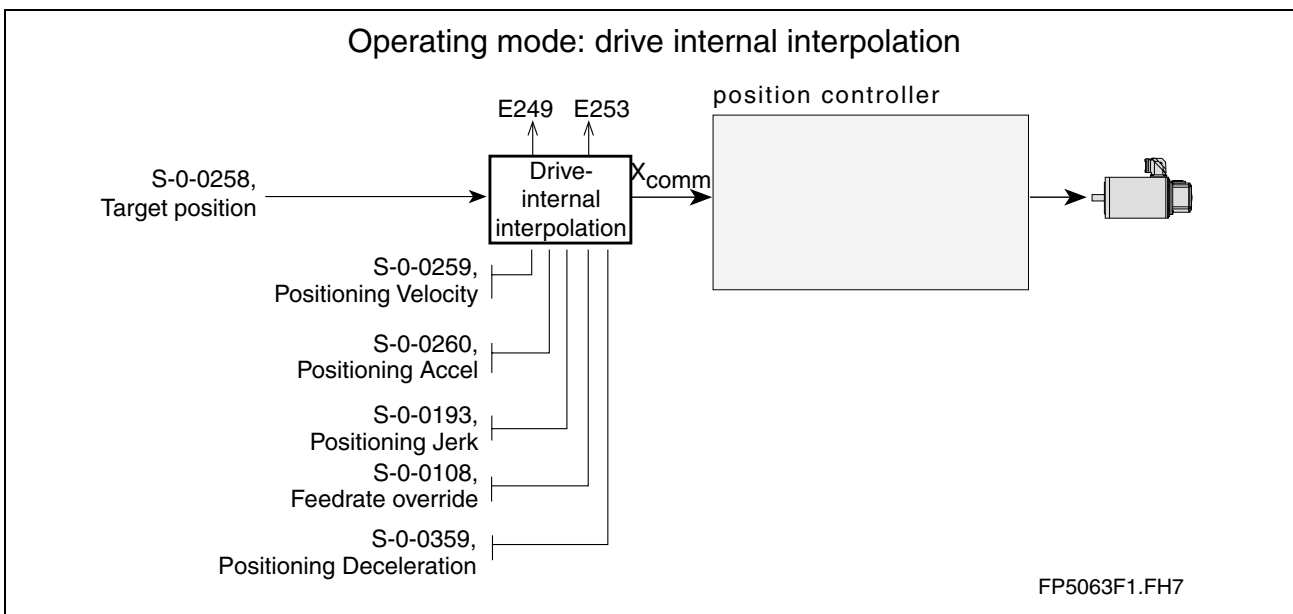 Operating mode: drive internal interpolation
E249 E253
position controller
S-0-0258,
Target position
Drive-
internal
interpolation
Xcomm
S-0-0259,
Positioning Velocity
S-0-0260,
Positioning Accel
S-0-0193,
Positioning Jerk
S-0-0108,
Feedrate override
S-0-0359,
Positioning Deceleration
FP5063F1.FH7